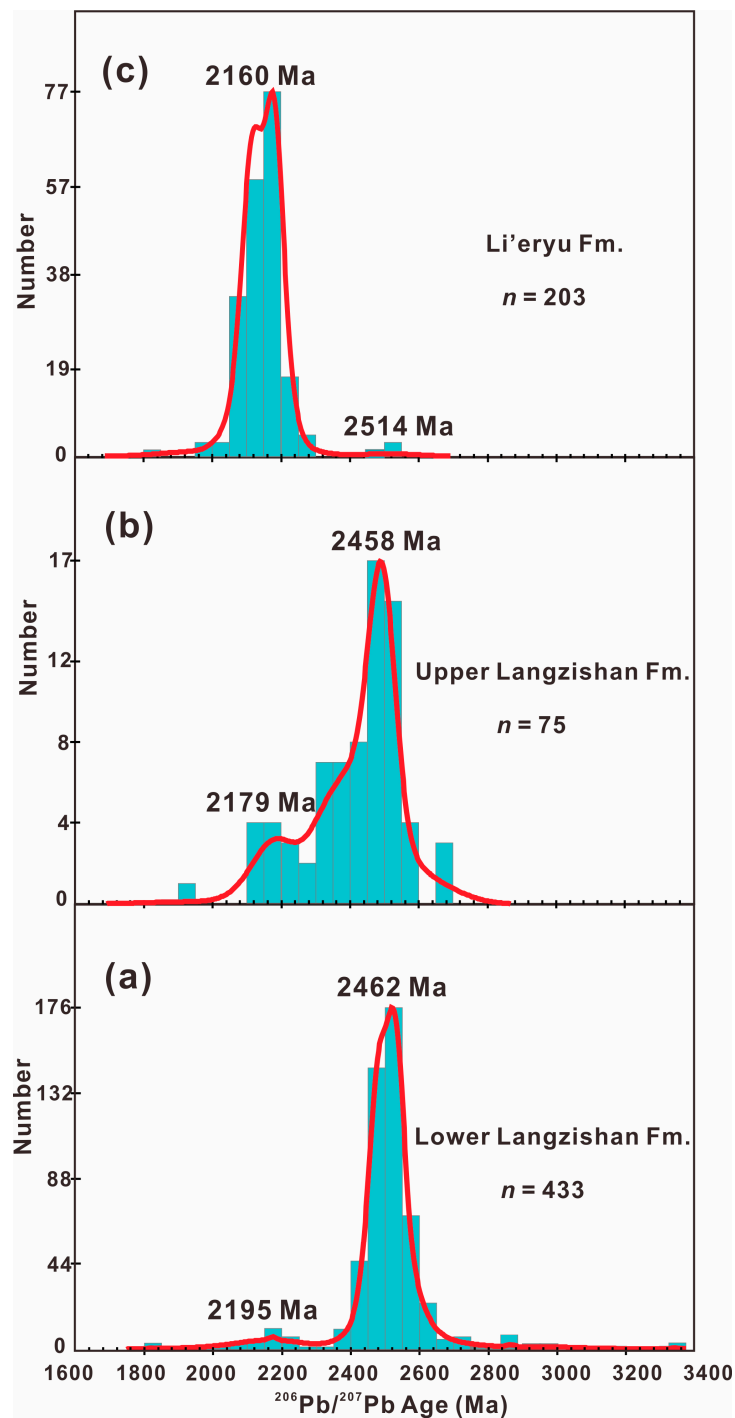 (c)
2160 Ma
77
57
38
19
0
Number
Li’eryu Fm.
n = 203
2514 Ma
(b)
2458 Ma
17
12
8
4
0
Number
Upper Langzishan Fm.
n = 75
2179 Ma
(a)
2462 Ma
176
132
88
44
0
Number
Lower Langzishan Fm.
n = 433
2195 Ma
1600 1800 2000 2200 2400 2600 2800 3000 3200 3400
²⁰⁶Pb/²⁰⁷Pb Age (Ma)